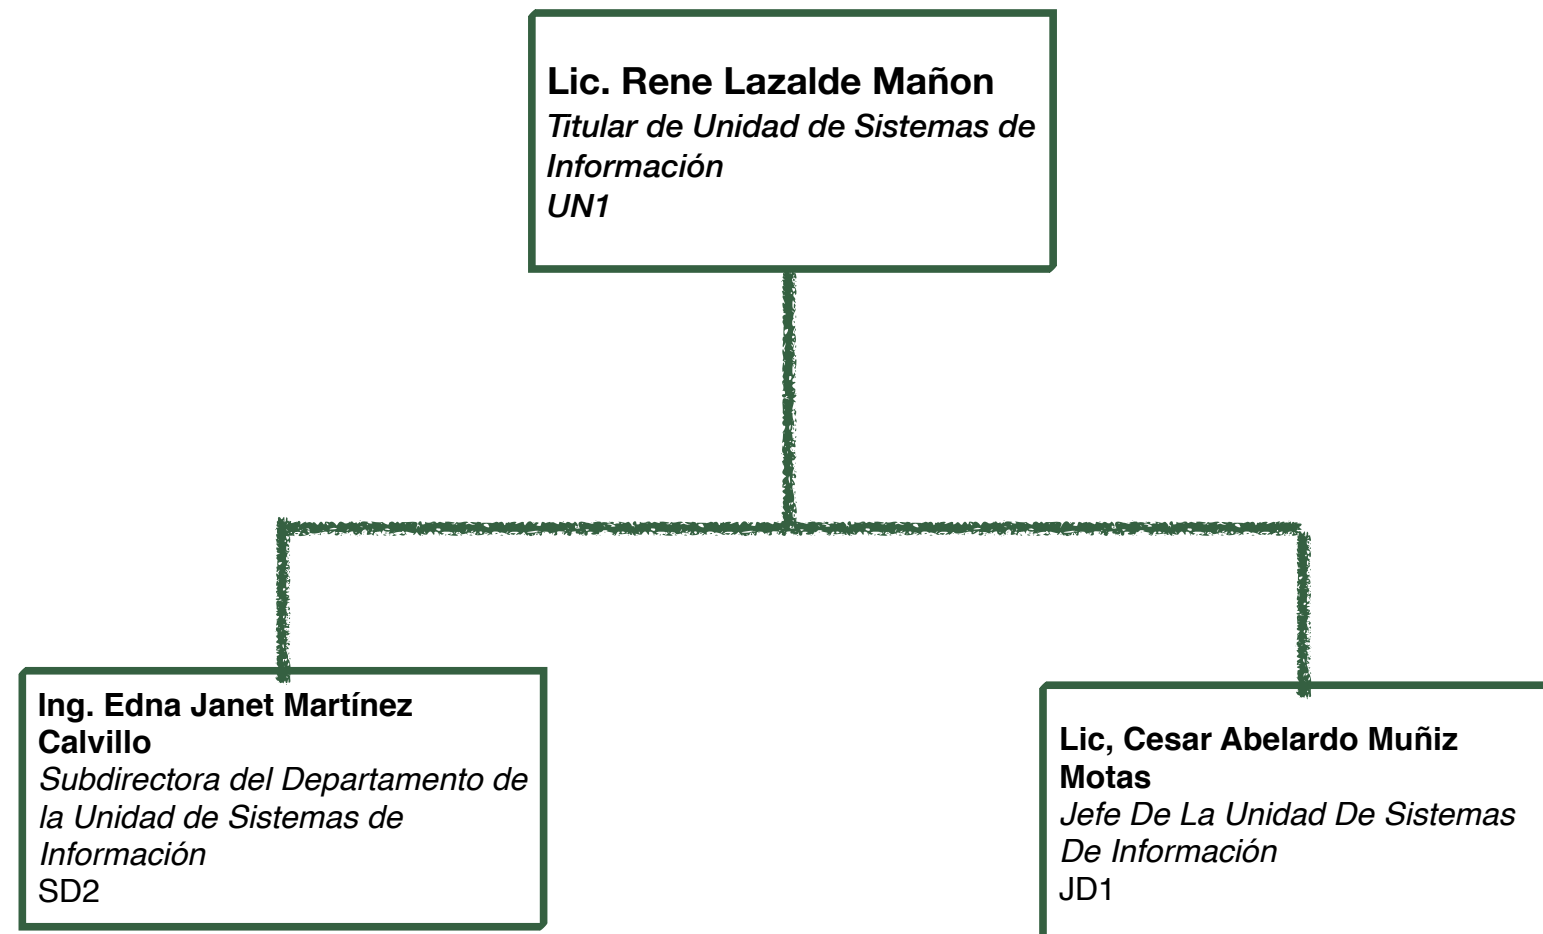 Lic. Rene Lazalde Mañon
Titular de Unidad de Sistemas de
Información
UN1
Ing. Edna Janet Martínez
Calvillo
Subdirectora del Departamento de
la Unidad de Sistemas de
Información
SD2
Lic, Cesar Abelardo Muñiz
Motas
Jefe De La Unidad De Sistemas
De Información
JD1